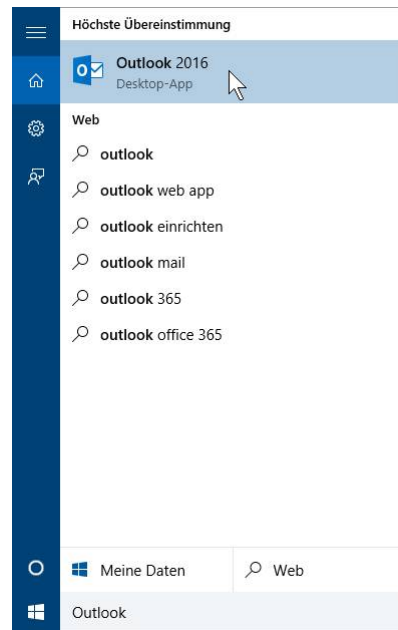 Höchste Übereinstimmung
Outlook 2016
Desktop-App
Web
outlook
outlook web app
outlook einrichten
outlook mail
outlook 365
outlook office 365
Meine Daten
Web
Outlook